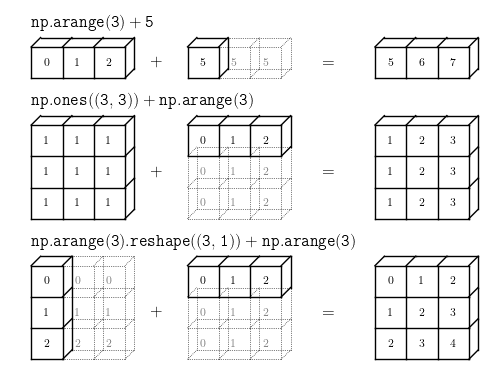 np.arange(3) + 5
0 1 2 + 5 5 5 = 5 6 7
np.ones((3, 3)) + np.arange(3)
1 1 1 0 1 2 1 2 3
1 1 1 + 0 1 2 = 1 2 3
1 1 1 0 1 2 1 2 3
np.arange(3).reshape((3, 1)) + np.arange(3)
0 0 0 0 1 2 0 1 2
1 1 1 + 0 1 2 = 1 2 3
2 2 2 0 1 2 2 3 4